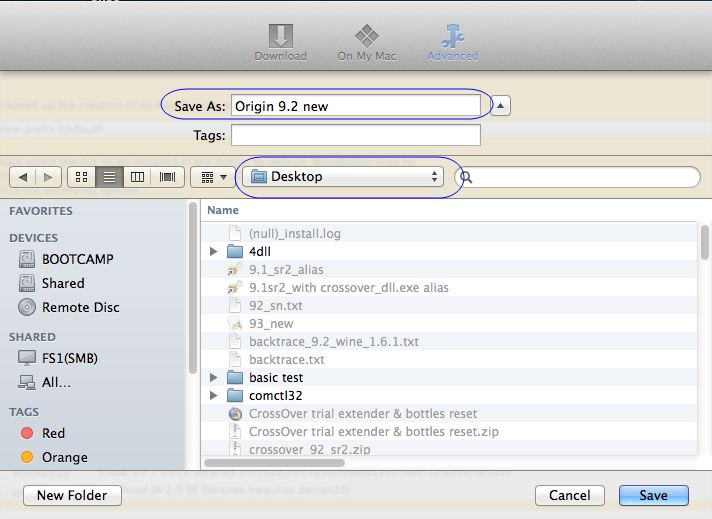 Download
On My Mac
Advanced
Save As: Origin 9.2 new
Tags:
Desktop
FAVORITES
DEVICES
BOOTCAMP
Shared
Remote Disc
SHARED
FS1(SMB)
All...
TAGS
Red
Orange
Name
(null)_install.log
4dll
9.1_sr2_alias
9.1sr2_with crossover_dll.exe alias
92_sn.txt
93_new
backtrace_9.2_wine_1.6.1.txt
backtrace.txt
basic test
comctl32
CrossOver trial extender & bottles reset
CrossOver trial extender & bottles reset.zip
crossover_92_sr2.zip
New Folder
Cancel
Save